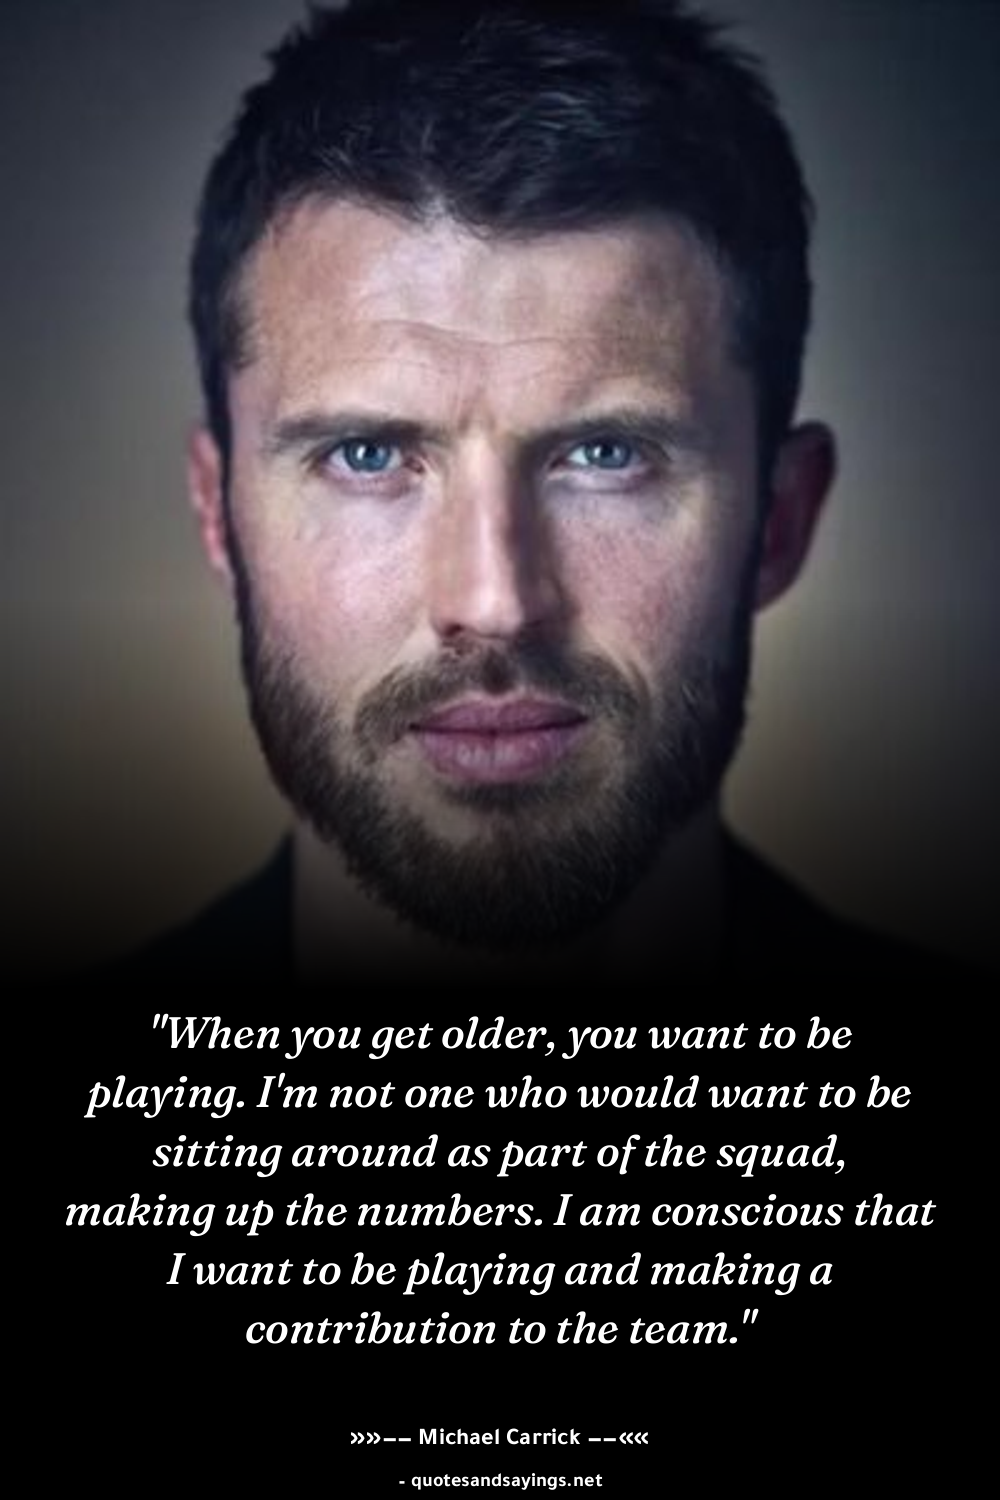 "When you get older, you want to be
playing. I'm not one who would want to be
sitting around as part of the squad,
making up the numbers. I am conscious that
I want to be playing and making a
contribution to the team."
»»–– Michael Carrick ––««
- quotesandsayings.net